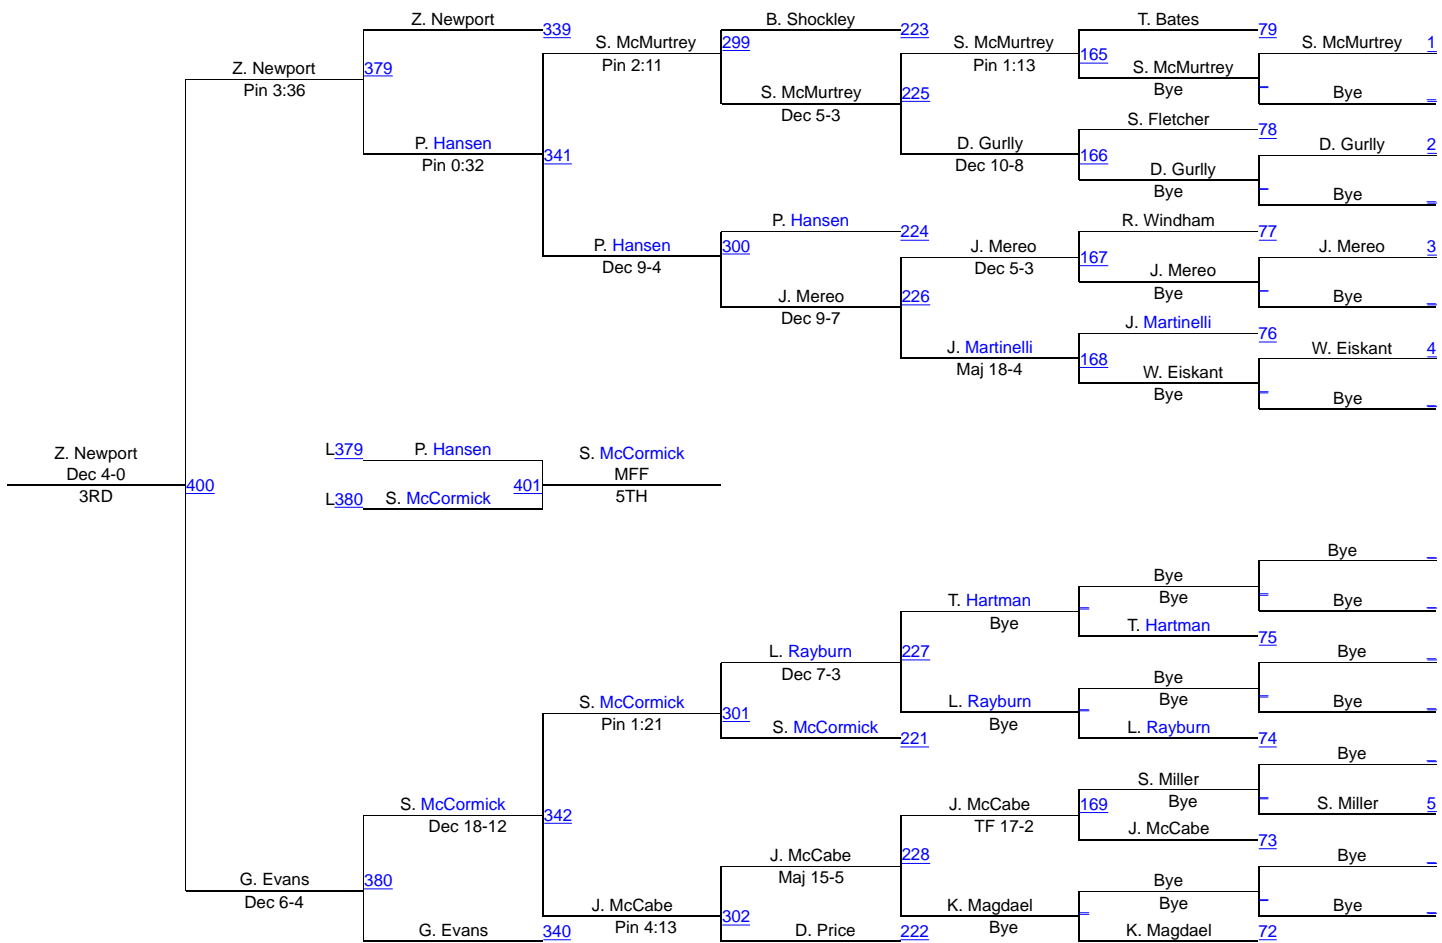 Z. Newport
339
B. Shockley
223
T. Bates
79
S. McMurtrey
Pin 2:11
299
S. McMurtrey
Pin 1:13
165
S. McMurtrey
1
Z. Newport
Pin 3:36
379
S. McMurtrey
Bye
_
S. McMurtrey
Dec 5-3
225
Bye
_
S. Fletcher
78
P. Hansen
Pin 0:32
341
D. Gurlly
Dec 10-8
166
D. Gurlly
2
D. Gurlly
Bye
_
Bye
_
P. Hansen
224
R. Windham
77
P. Hansen
Dec 9-4
300
J. Mereo
Dec 5-3
167
J. Mereo
3
J. Mereo
Bye
_
J. Mereo
Dec 9-7
226
Bye
_
J. Martinelli
76
J. Martinelli
Maj 18-4
168
W. Eiskant
4
W. Eiskant
Bye
_
Bye
_
Z. Newport
Dec 4-0
3RD
400
L379
P. Hansen
S. McCormick
MFF
5TH
401
L380
S. McCormick
Bye
_
Bye
Bye
_
T. Hartman
Bye
_
Bye
_
T. Hartman
75
L. Rayburn
Dec 7-3
227
Bye
_
Bye
Bye
_
S. McCormick
Pin 1:21
301
L. Rayburn
Bye
_
Bye
_
S. McCormick
221
L. Rayburn
74
Bye
_
S. Miller
Bye
_
S. McCormick
Dec 18-12
342
J. McCabe
TF 17-2
169
S. Miller
5
J. McCabe
73
J. McCabe
Maj 15-5
228
Bye
_
G. Evans
Dec 6-4
380
Bye
Bye
_
J. McCabe
Pin 4:13
302
K. Magdael
Bye
_
Bye
_
G. Evans
340
D. Price
222
K. Magdael
72